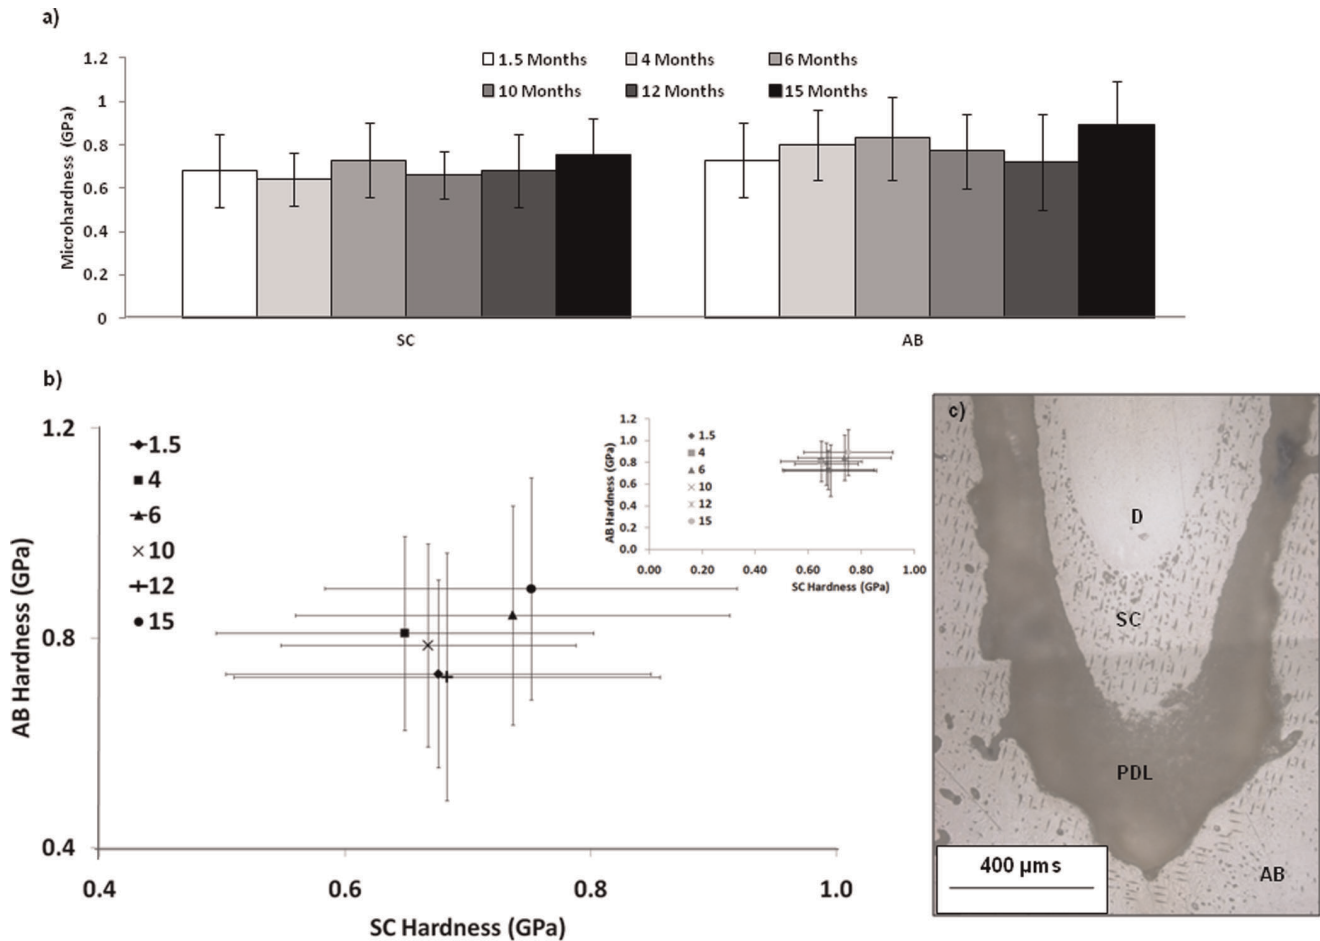 a)
1.2
1
0.8
0.6
0.4
0.2
0
Microhardness (GPa)
1.5 Months
4 Months
6 Months
10 Months
12 Months
15 Months
SC
AB
b)
1.2
0.8
0.4
AB Hardness (GPa)
1.5
4
6
10
12
15
0.4
0.6
0.8
1.0
SC Hardness (GPa)
1.2
1.0
0.8
0.6
0.4
0.2
0.0
AB Hardness (GPa)
1.5
4
6
10
12
15
0.00
0.20
0.40
0.60
0.80
1.00
SC Hardness (GPa)
c)
D
SC
PDL
AB
400 µms